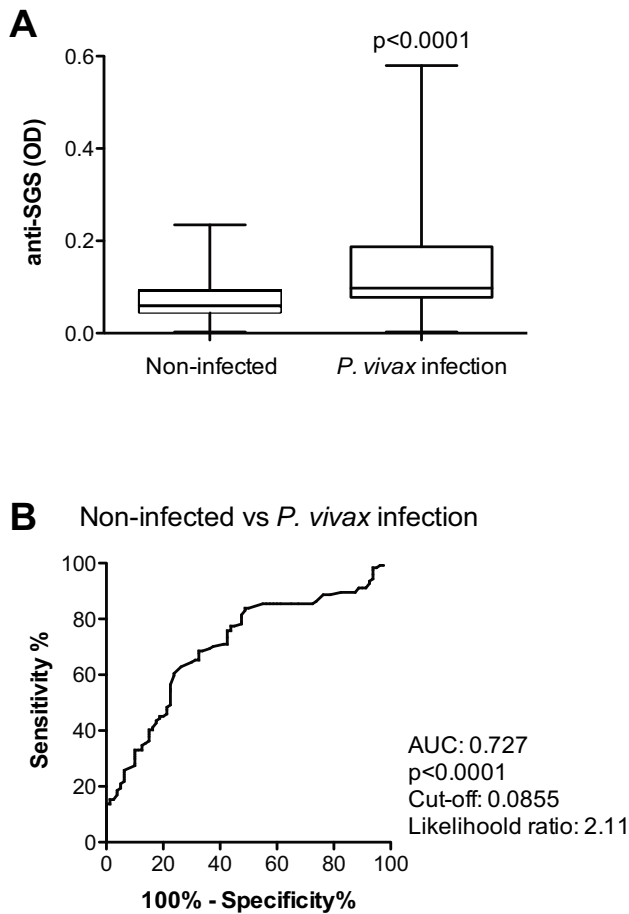 A
p<0.0001
0.6
0.4
0.2
0.0
anti-SGS (OD)
Non-infected
P. vivax infection
B
Non-infected vs P. vivax infection
100
80
60
40
20
0
Sensitivity %
0 20 40 60 80 100
100% - Specificity%
AUC: 0.727
p<0.0001
Cut-off: 0.0855
Likelihoold ratio: 2.11